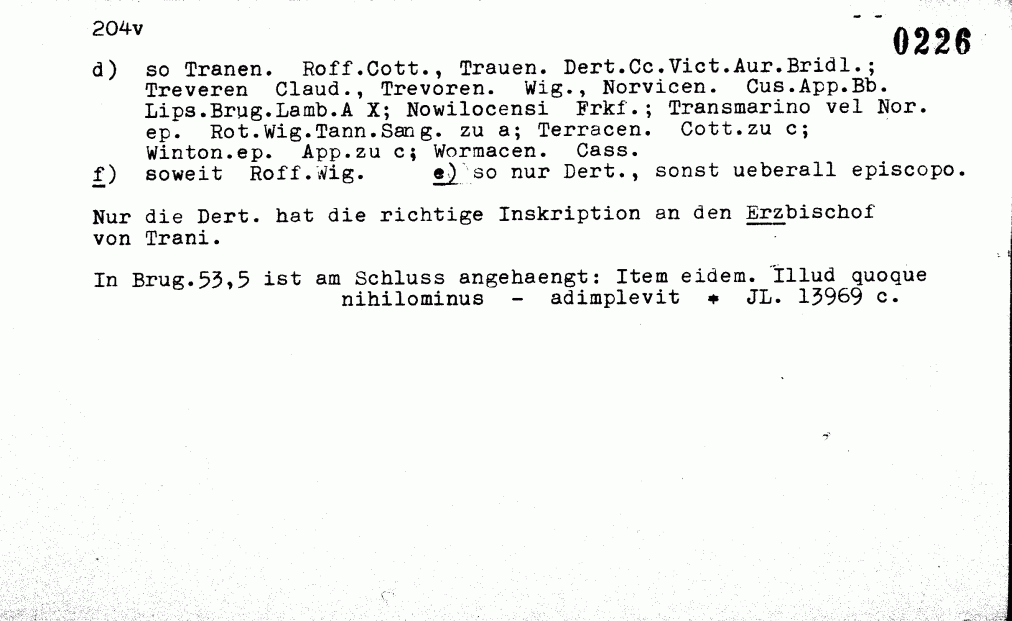 204v
0226
d) so Tranen. Roff.Cott., Trauen. Dert.Cc.Vict.Aur.Bridl.;
Treveren Claud., Trevoren. Wig., Norvicen. Cus.App.Bb.
Lips.Brug.Lamb.A X; Nowilocensi Frkf.; Transmarino vel Nor.
ep. Rot.Wig.Tann.Sang. zu a; Terracen. Cott.zu c;
Winton.ep. App.zu c; Wormacen. Cass.
f) soweit Roff.Wig. e) so nur Dert., sonst ueberall episcopo.
Nur die Dert. hat die richtige Inskription an den Erzbischof
von Trani.
In Brug.53,5 ist am Schluss angehaengt: Item eidem. Illud quoque
nihilominus - adimplevit * JL. 13969 c.